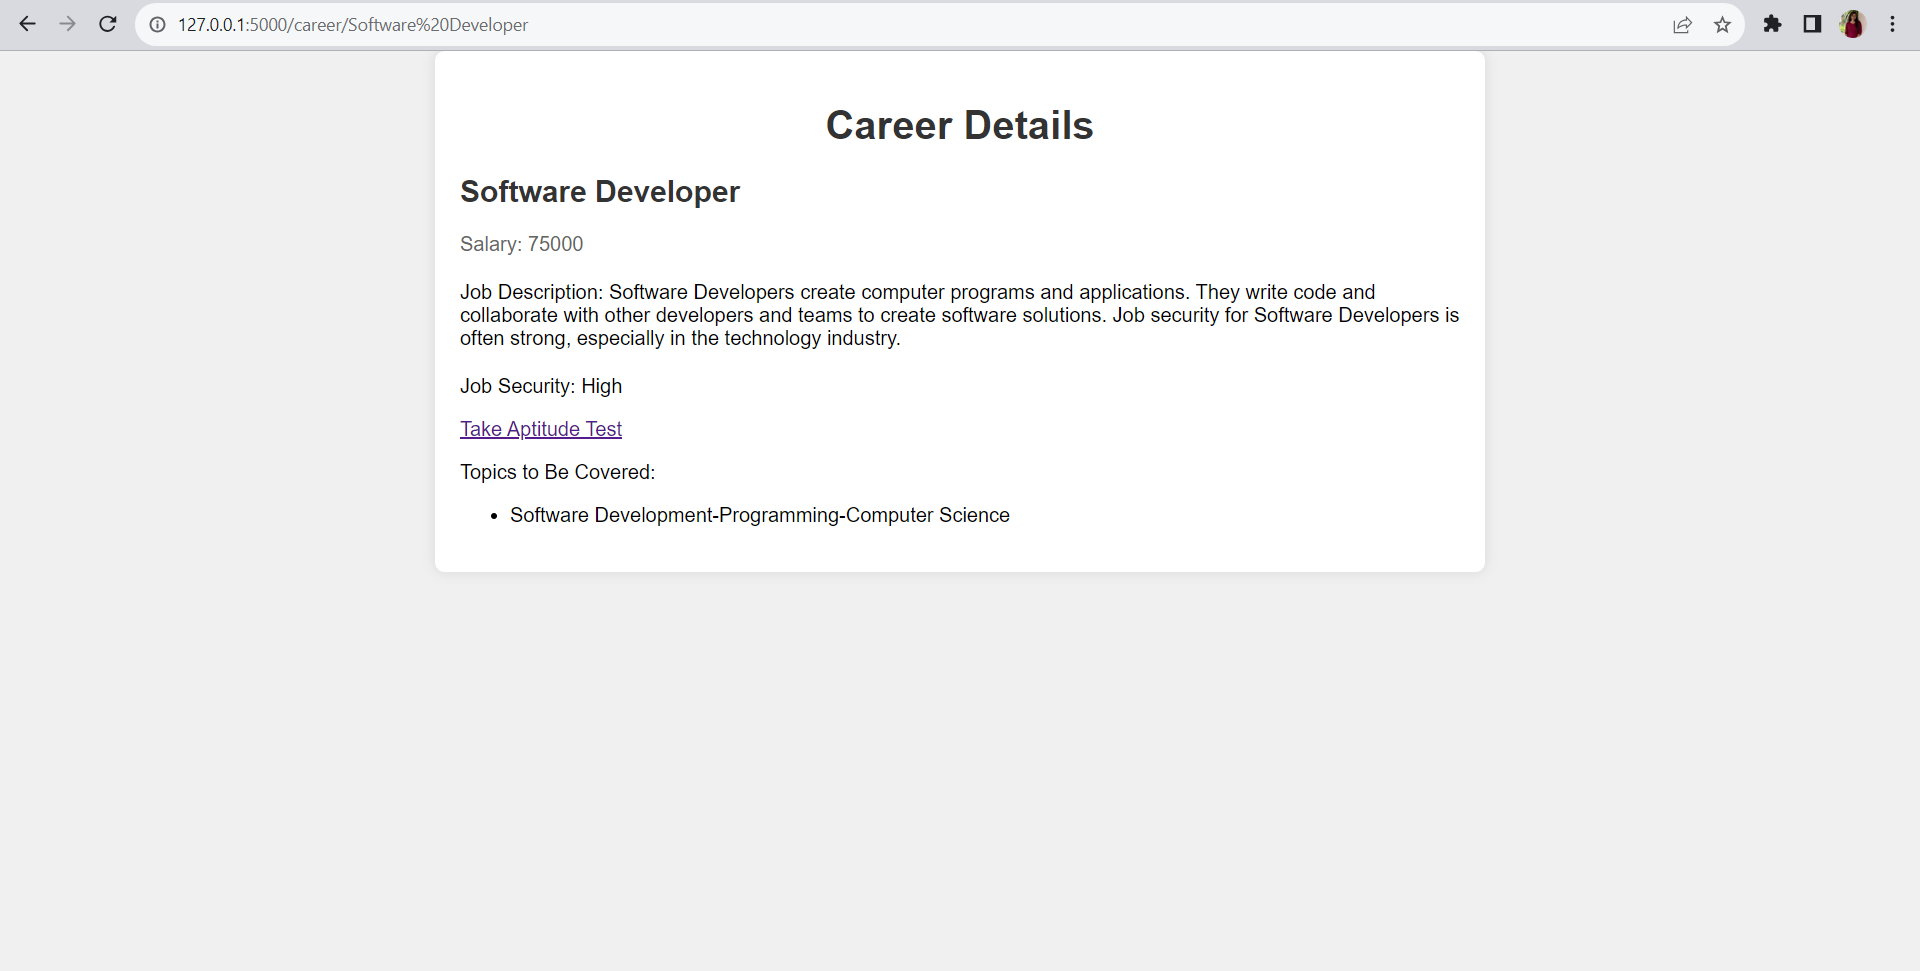 127.0.0.1:5000/career/Software%20Developer
Career Details
Software Developer
Salary: 75000
Job Description: Software Developers create computer programs and applications. They write code and
collaborate with other developers and teams to create software solutions. Job security for Software Developers is
often strong, especially in the technology industry.
Job Security: High
Take Aptitude Test
Topics to Be Covered:
• Software Development-Programming-Computer Science